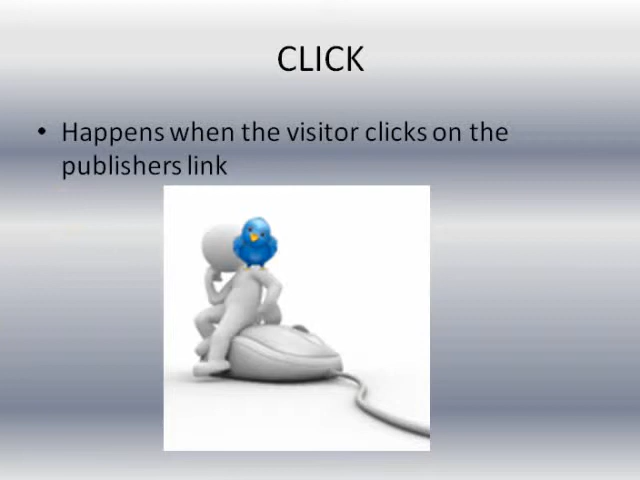 CLICK
• Happens when the visitor clicks on the
publishers link